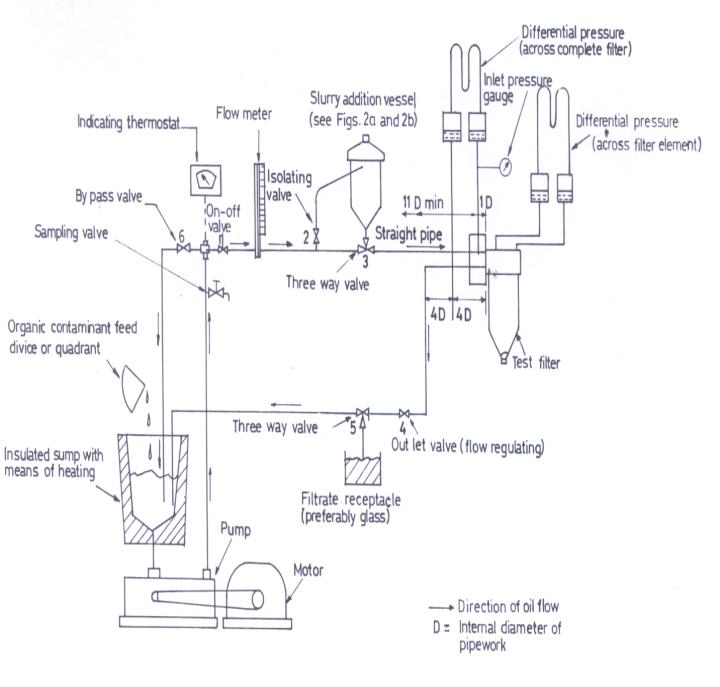 Differential pressure
(across complete filter)
Inlet pressure
gauge
Slurry addition vessel
(see Figs. 2a and 2b)
Differential pressure
(across filter element)
Flow meter
Indicating thermostat
Isolating
valve
11 D min
1D
By pass valve
On-off
valve
Sampling valve
6
1
2
3
Straight pipe
Three way valve
4D
4D
Organic contaminant feed
divice or quadrant
Test filter
Three way valve
5
4
Out let valve (flow regulating)
Insulated sump with
means of heating
Filtrate receptacle
(preferably glass)
Pump
Motor
Direction of oil flow
D = Internal diameter of
pipework